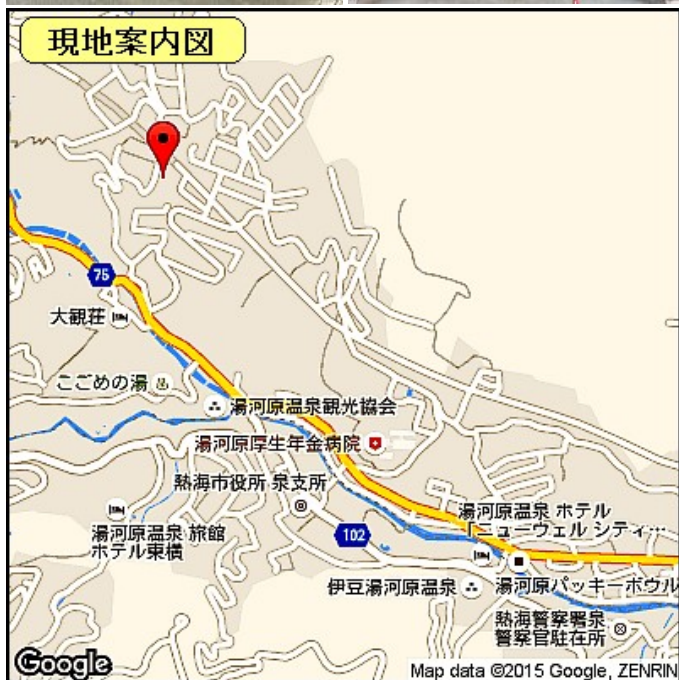 現地案内図
75
大観荘
こごめの湯
湯河原温泉観光協会
湯河原厚生年金病院
熱海市役所 泉支所
湯河原温泉 旅館
ホテル東横
102
湯河原温泉 ホテル
「ニューウェル シティ…
伊豆湯河原温泉
湯河原パッキーボウル
熱海警察署泉
警察官駐在所
Google
Map data ©2015 Google, ZENRIN